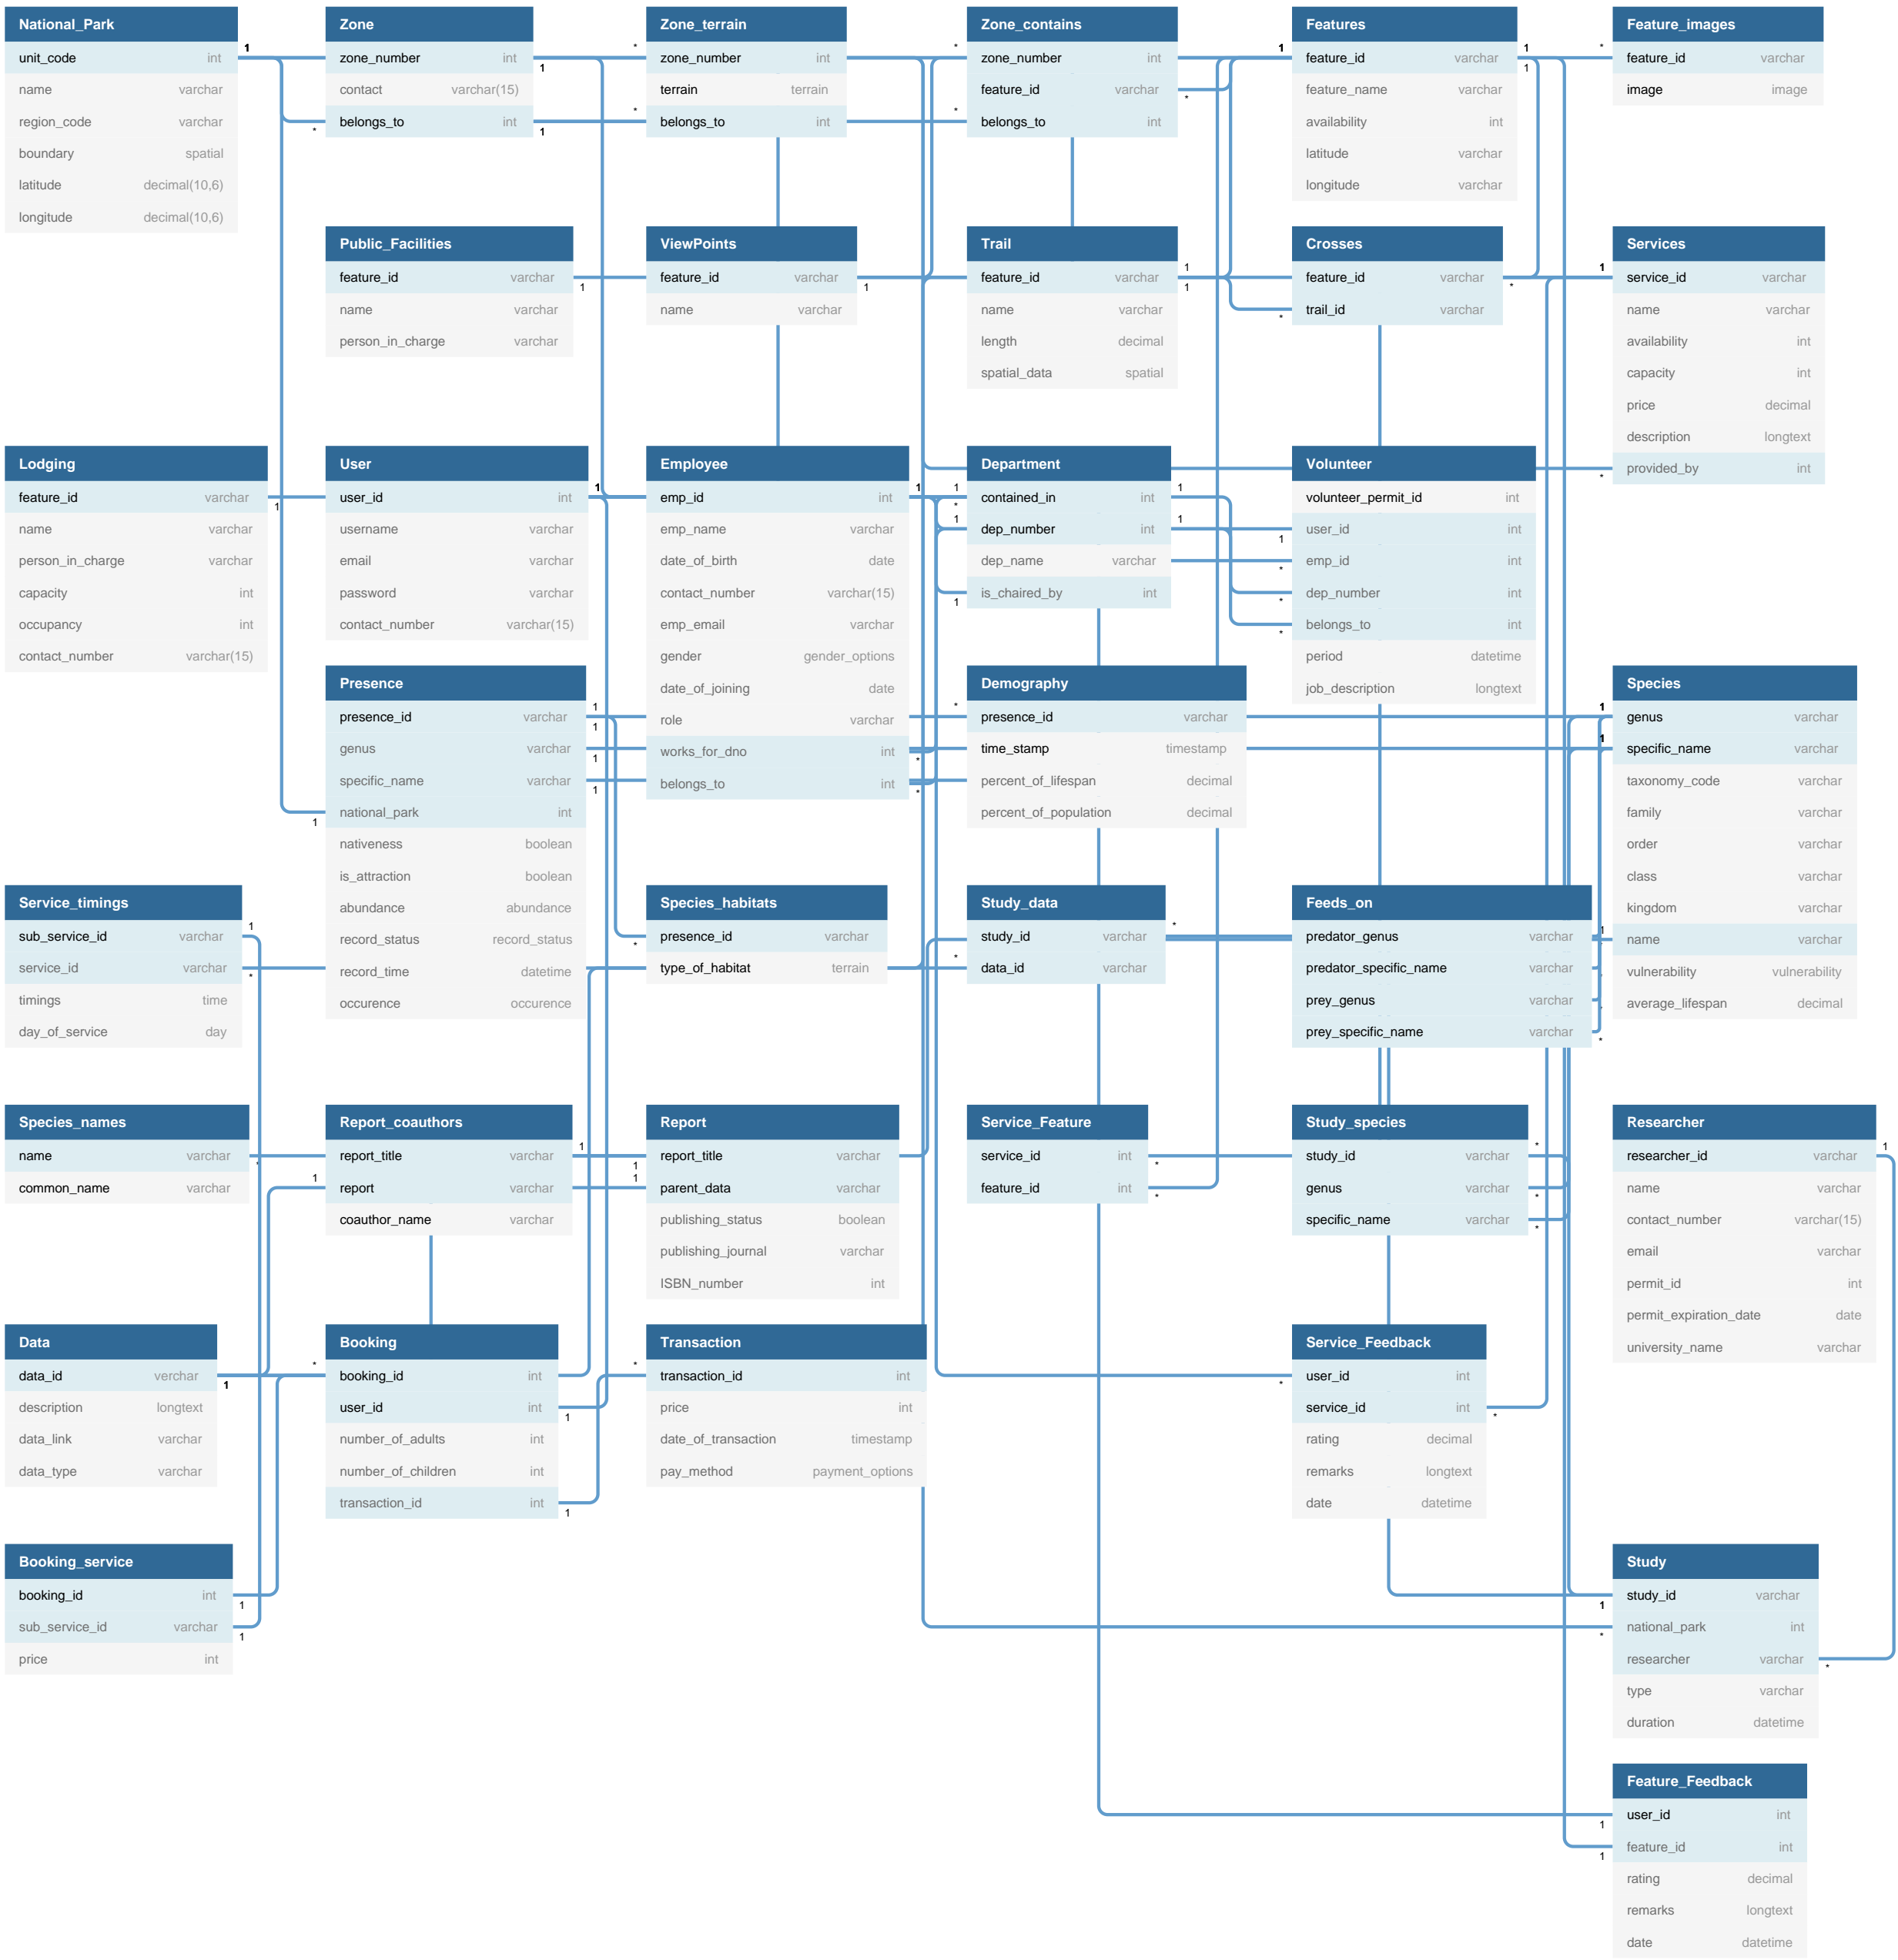 National_Park
unit_code int
name varchar
region_code varchar
boundary spatial
latitude decimal(10,6)
longitude decimal(10,6)
Zone
zone_number int
contact varchar(15)
belongs_to int
Zone_terrain
zone_number int
terrain terrain
belongs_to int
Zone_contains
zone_number int
feature_id varchar
belongs_to int
Features
feature_id varchar
feature_name varchar
availability int
latitude varchar
longitude varchar
Feature_images
feature_id varchar
image image
Public_Facilities
feature_id varchar
name varchar
person_in_charge varchar
ViewPoints
feature_id varchar
name varchar
Trail
feature_id varchar
name varchar
length decimal
spatial_data spatial
Crosses
feature_id varchar
trail_id varchar
Services
service_id varchar
name varchar
availability int
capacity int
price decimal
description longtext
provided_by int
Lodging
feature_id varchar
name varchar
person_in_charge varchar
capacity int
occupancy int
contact_number varchar(15)
User
user_id int
username varchar
email varchar
password varchar
contact_number varchar(15)
Employee
emp_id int
emp_name varchar
date_of_birth date
contact_number varchar(15)
emp_email varchar
gender gender_options
date_of_joining date
role varchar
works_for_dno int
belongs_to int
Department
contained_in int
dep_number int
dep_name varchar
is_chaired_by int
Volunteer
volunteer_permit_id int
user_id int
emp_id int
dep_number int
belongs_to int
period datetime
job_description longtext
Presence
presence_id varchar
genus varchar
specific_name varchar
national_park int
nativeness boolean
is_attraction boolean
abundance abundance
record_status record_status
record_time datetime
occurence occurence
Demography
presence_id varchar
time_stamp timestamp
percent_of_lifespan decimal
percent_of_population decimal
Species
genus varchar
specific_name varchar
taxonomy_code varchar
family varchar
order varchar
class varchar
kingdom varchar
name varchar
vulnerability vulnerability
average_lifespan decimal
Service_timings
sub_service_id varchar
service_id varchar
timings time
day_of_service day
Species_habitats
presence_id varchar
type_of_habitat terrain
Study_data
study_id varchar
data_id varchar
Feeds_on
predator_genus varchar
predator_specific_name varchar
prey_genus varchar
prey_specific_name varchar
Species_names
name varchar
common_name varchar
Report_coauthors
report_title varchar
report varchar
coauthor_name varchar
Report
report_title varchar
parent_data varchar
publishing_status boolean
publishing_journal varchar
ISBN_number int
Service_Feature
service_id int
feature_id int
Study_species
study_id varchar
genus varchar
specific_name varchar
Researcher
researcher_id varchar
name varchar
contact_number varchar(15)
email varchar
permit_id int
permit_expiration_date date
university_name varchar
Data
data_id verchar
description longtext
data_link varchar
data_type varchar
Booking
booking_id int
user_id int
number_of_adults int
number_of_children int
transaction_id int
Transaction
transaction_id int
price int
date_of_transaction timestamp
pay_method payment_options
Service_Feedback
user_id int
service_id int
rating decimal
remarks longtext
date datetime
Booking_service
booking_id int
sub_service_id varchar
price int
Study
study_id varchar
national_park int
researcher varchar
type varchar
duration datetime
Feature_Feedback
user_id int
feature_id int
rating decimal
remarks longtext
date datetime